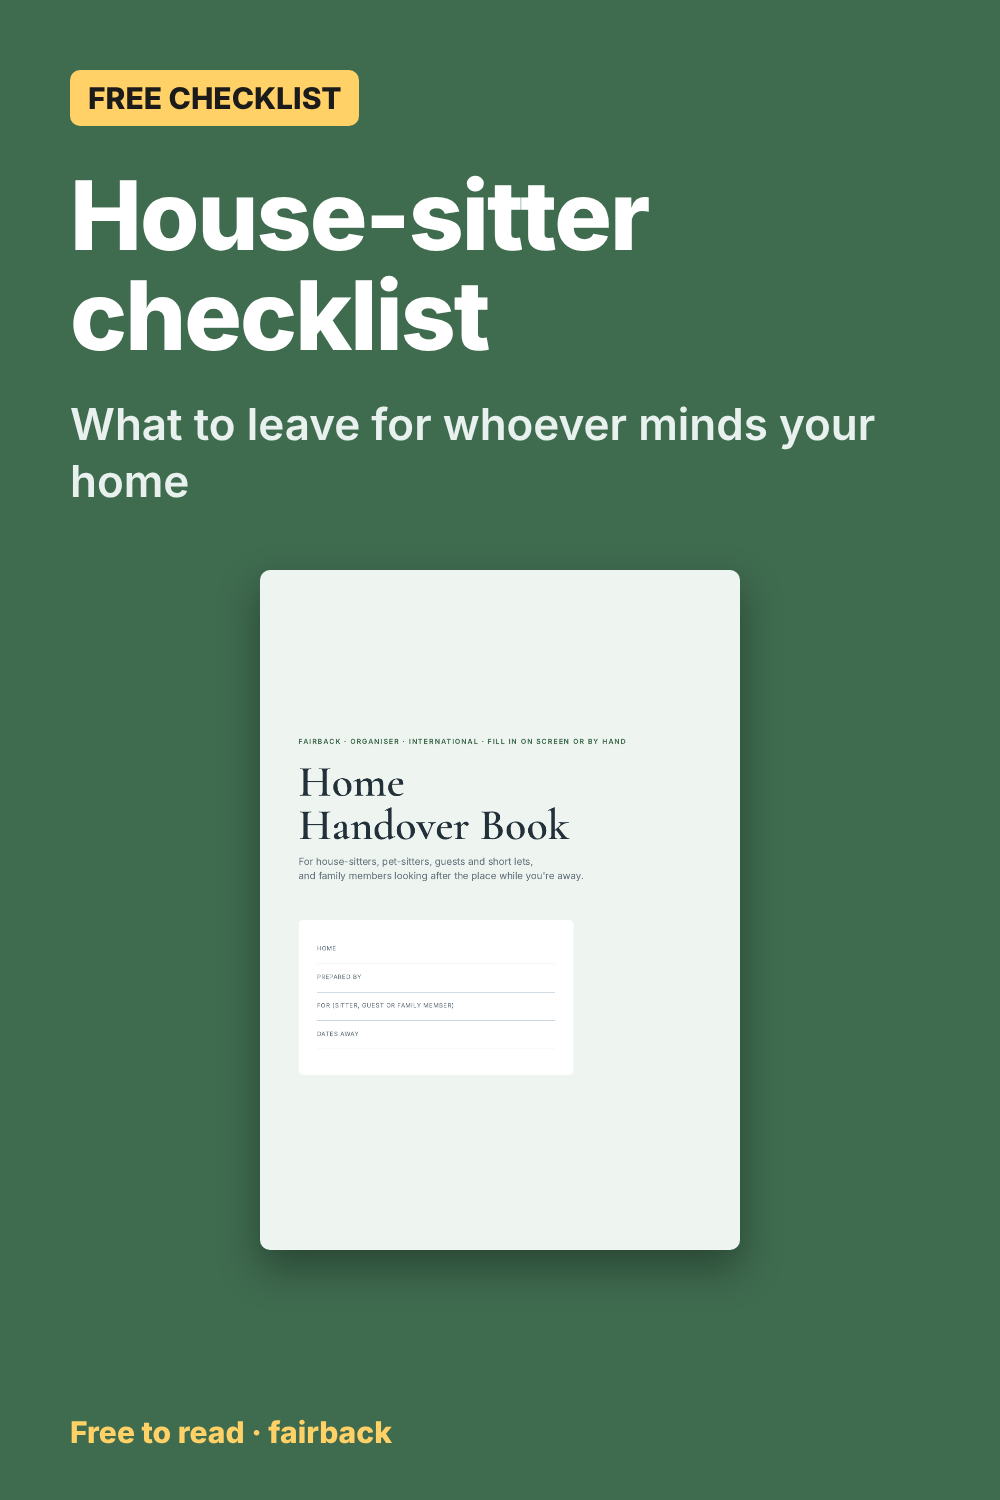 FREE CHECKLIST
House-sitter
checklist
What to leave for whoever minds your
home
FAIRBACK · ORGANISER · INTERNATIONAL · FILL IN ON SCREEN OR BY HAND
Home
Handover Book
For house-sitters, pet-sitters, guests and short lets,
and family members looking after the place while you're away.
HOME
PREPARED BY
FOR (SITTER, GUEST OR FAMILY MEMBER)
DATES AWAY
Free to read · fairback